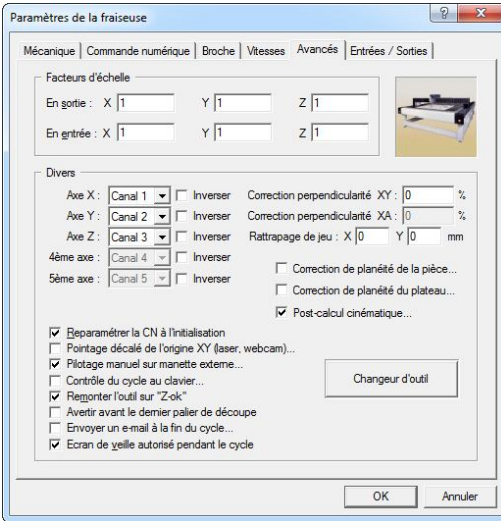 Paramètres de la fraiseuse
Mécanique Commande numérique Broche Vitesses Avancés Entrées / Sorties
Facteurs d'échelle
En sortie : X 1 Y 1 Z 1
En entrée : X 1 Y 1 Z 1
Divers
Axe X : Canal 1 Inverser Correction perpendicularité XY : 0 %
Axe Y : Canal 2 Inverser Correction perpendicularité XA : 0 %
Axe Z : Canal 3 Inverser Rattrapage de jeu : X 0 Y 0 mm
4ème axe : Canal 4 Inverser
5ème axe : Canal 5 Inverser
Correction de planéité de la pièce...
Correction de planéité du plateau...
Post-calcul cinématique...
Reparamétrer la CN à l'initialisation
Pointage décalé de l'origine XY (laser, webcam)...
Pilotage manuel sur manette externe...
Contrôle du cycle au clavier...
Remonter l'outil sur "Z-ok"
Avertir avant le dernier palier de découpe
Envoyer un e-mail à la fin du cycle...
Ecran de veille autorisé pendant le cycle
Changeur d'outil
OK Annuler